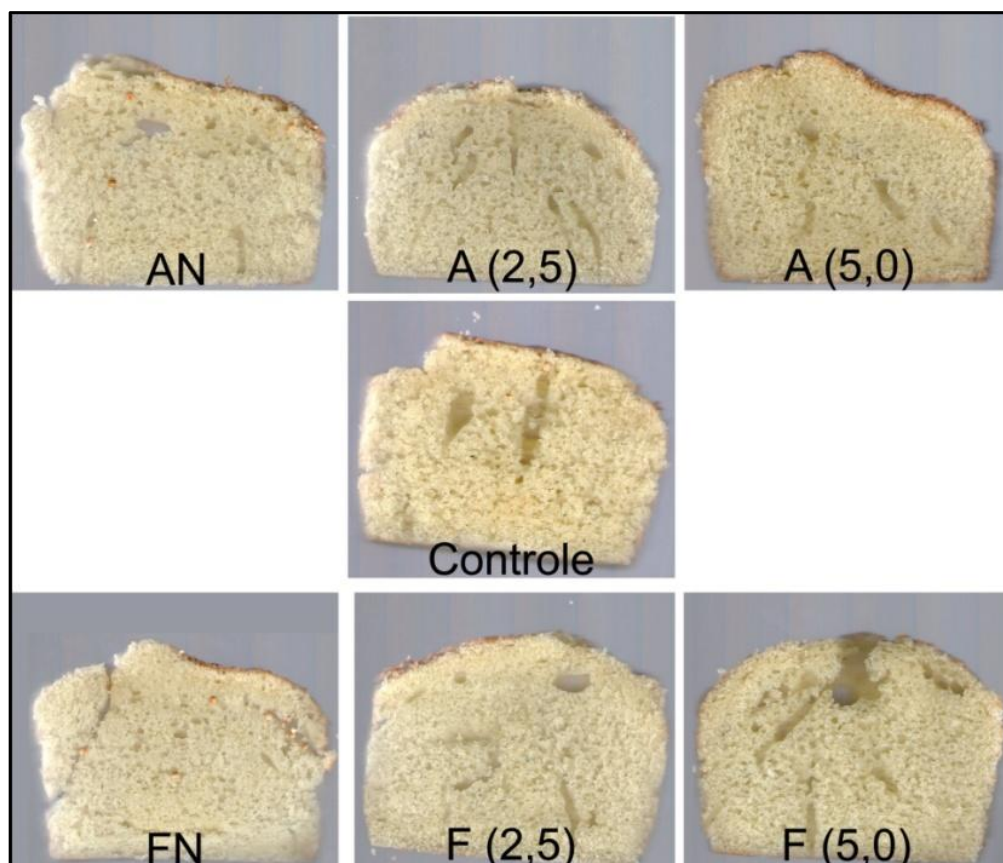 AN
A (2,5)
A (5,0)
Controle
FN
F (2,5)
F (5,0)